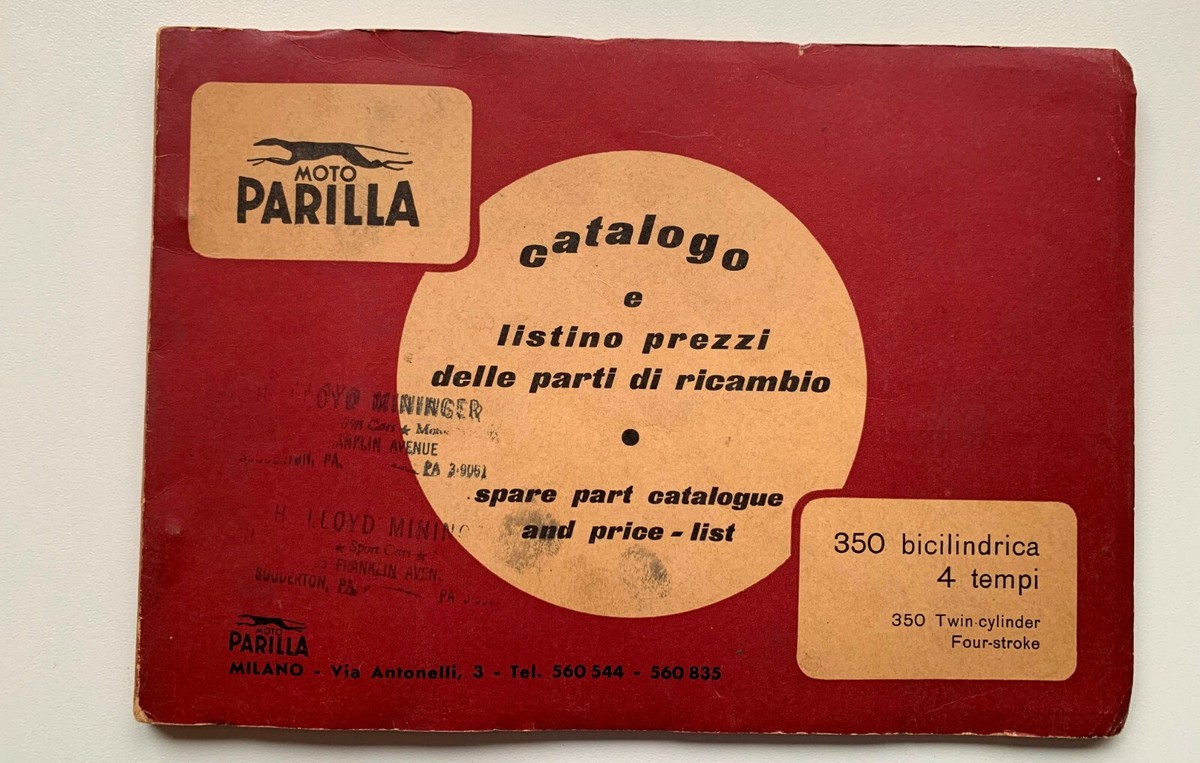 MOTO
PARILLA
catalogo
e
listino prezzi
delle parti di ricambio
spare part catalogue
and price - list
350 bicilindrica
4 tempi
350 Twin-cylinder
Four-stroke
LLOYD MININGER
AVENUE
PA.
PA 3-9061
H. LLOYD
★ Sport Cars ★
FRANKLIN
SOUDERTON, PA.
PA
MOTO
PARILLA
MILANO - Via Antonelli, 3 - Tel. 560 544 - 560 835